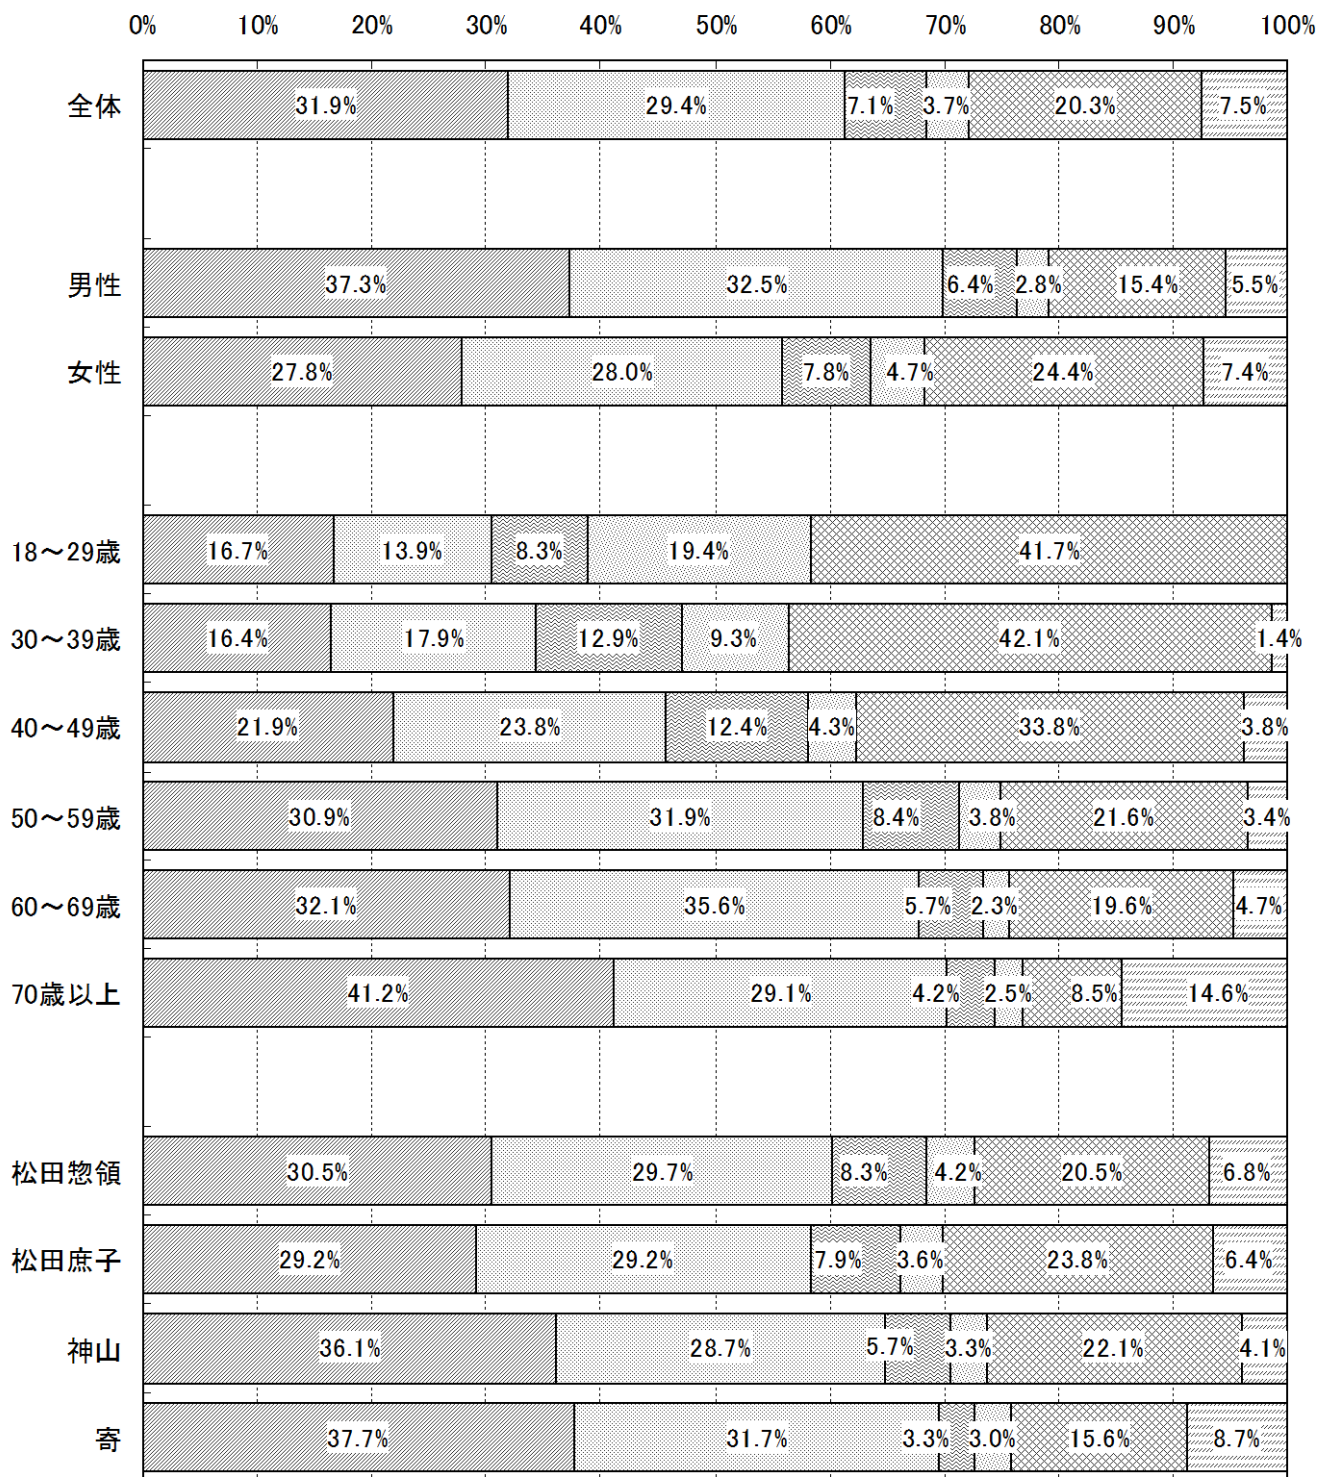 0% 10% 20% 30% 40% 50% 60% 70% 80% 90% 100%
全体 31.9% 29.4% 7.1% 3.7% 20.3% 7.5%
男性 37.3% 32.5% 6.4% 2.8% 15.4% 5.5%
女性 27.8% 28.0% 7.8% 4.7% 24.4% 7.4%
18～29歳 16.7% 13.9% 8.3% 19.4% 41.7%
30～39歳 16.4% 17.9% 12.9% 9.3% 42.1% 1.4%
40～49歳 21.9% 23.8% 12.4% 4.3% 33.8% 3.8%
50～59歳 30.9% 31.9% 8.4% 3.8% 21.6% 3.4%
60～69歳 32.1% 35.6% 5.7% 2.3% 19.6% 4.7%
70歳以上 41.2% 29.1% 4.2% 2.5% 8.5% 14.6%
松田惣領 30.5% 29.7% 8.3% 4.2% 20.5% 6.8%
松田庶子 29.2% 29.2% 7.9% 3.6% 23.8% 6.4%
神山 36.1% 28.7% 5.7% 3.3% 22.1% 4.1%
寄 37.7% 31.7% 3.3% 3.0% 15.6% 8.7%